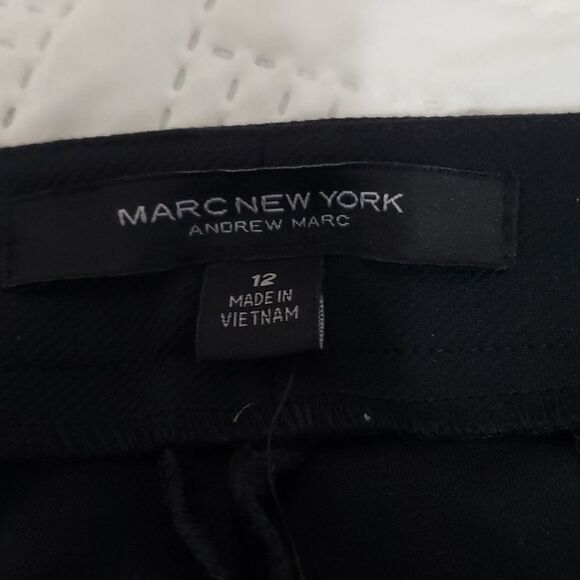 MARC NEW YORK
ANDREW MARC
12
MADE IN
VIETNAM